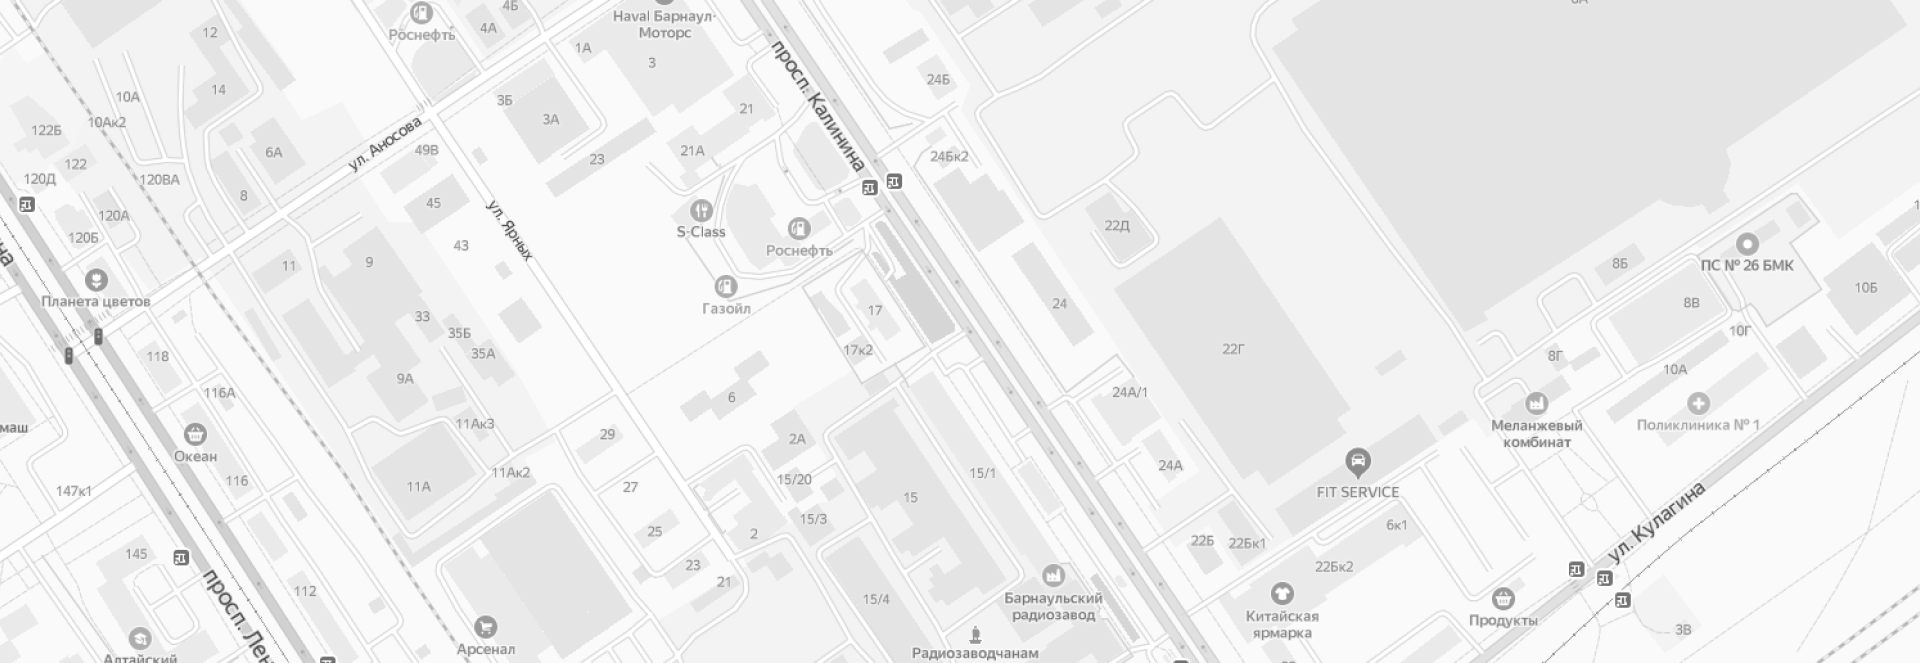 4Б
4А
12
Роснефть
Haval Барнаул-
Моторс
1А
3
14
10А
10Ак2
122Б
122
120Д
120ВА
120А
120Б
6А
8
ул. Аносова
49В
45
43
3Б
3А
23
21
21А
просп. Калинина
24Б
24Бк2
ул. Ярных
S-Class
Роснефть
Газойл
17
17к2
22Д
24
22Г
24А/1
24А
8А
8Б
ПС № 26 БМК
8В
10Г
10Б
8Г
10А
Меланжевый
комбинат
Поликлиника № 1
FIT SERVICE
6к1
ул. Кулагина
Планета цветов
11
9
33
35Б
35А
9А
11Ак3
11Ак2
11А
118
116А
Океан
116
маш
147к1
145
112
просп. Лен
Алтайский
Арсенал
6
29
27
25
23
21
2А
2
15/20
15/3
15/4
15
15/1
Барнаульский
радиозавод
Радиозаводчанам
22Б
22Бк1
22Бк2
Китайская
ярмарка
Продукты
3В